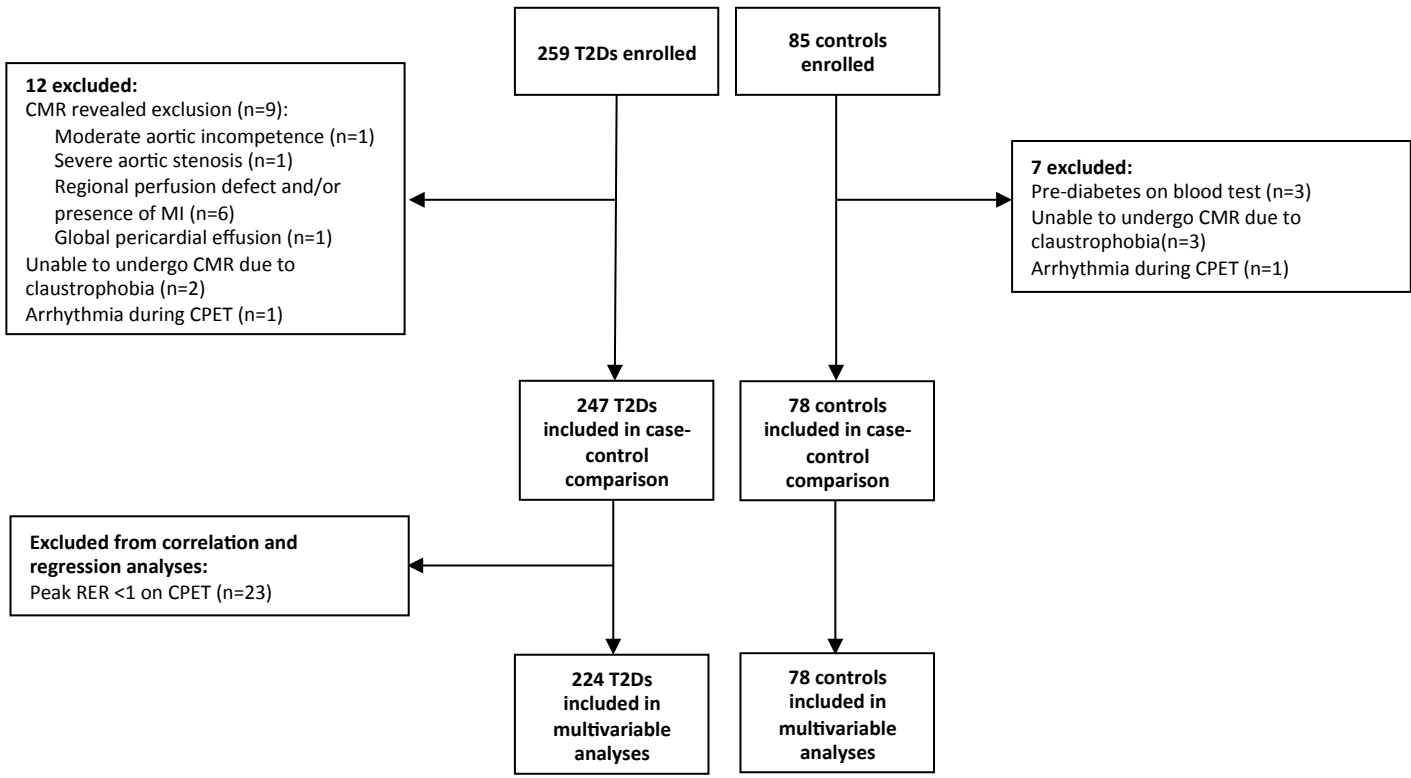 259 T2Ds enrolled
85 controls
enrolled
12 excluded:
CMR revealed exclusion (n=9):
Moderate aortic incompetence (n=1)
Severe aortic stenosis (n=1)
Regional perfusion defect and/or
presence of MI (n=6)
Global pericardial effusion (n=1)
Unable to undergo CMR due to
claustrophobia (n=2)
Arrhythmia during CPET (n=1)
7 excluded:
Pre-diabetes on blood test (n=3)
Unable to undergo CMR due to
claustrophobia(n=3)
Arrhythmia during CPET (n=1)
247 T2Ds
included in case-
control
comparison
78 controls
included in case-
control
comparison
Excluded from correlation and
regression analyses:
Peak RER <1 on CPET (n=23)
224 T2Ds
included in
multivariable
analyses
78 controls
included in
multivariable
analyses